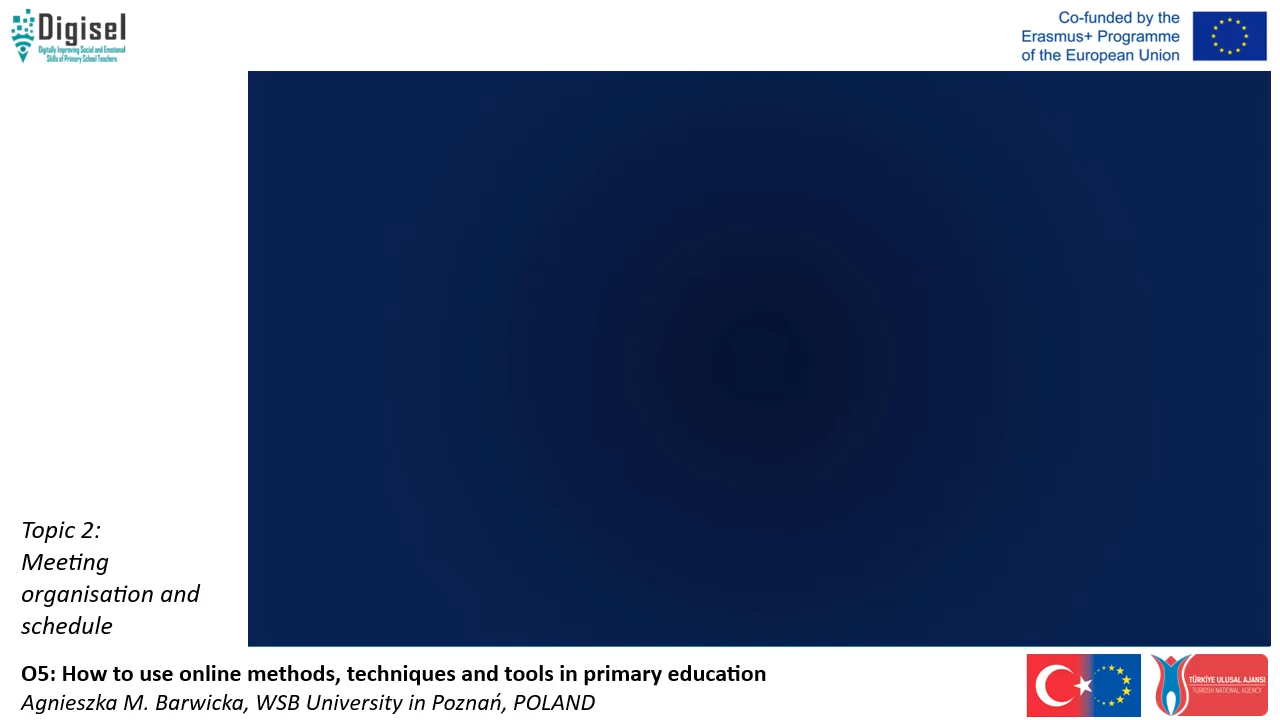 Digisel
Digitally Improving Social and Emotional
Skills of Primary School Teachers
Co-funded by the
Erasmus+ Programme
of the European Union
Topic 2:
Meeting
organisation and
schedule
O5: How to use online methods, techniques and tools in primary education
Agnieszka M. Barwicka, WSB University in Poznań, POLAND
TÜRKİYE ULUSAL AJANSI
TURKISH NATIONAL AGENCY